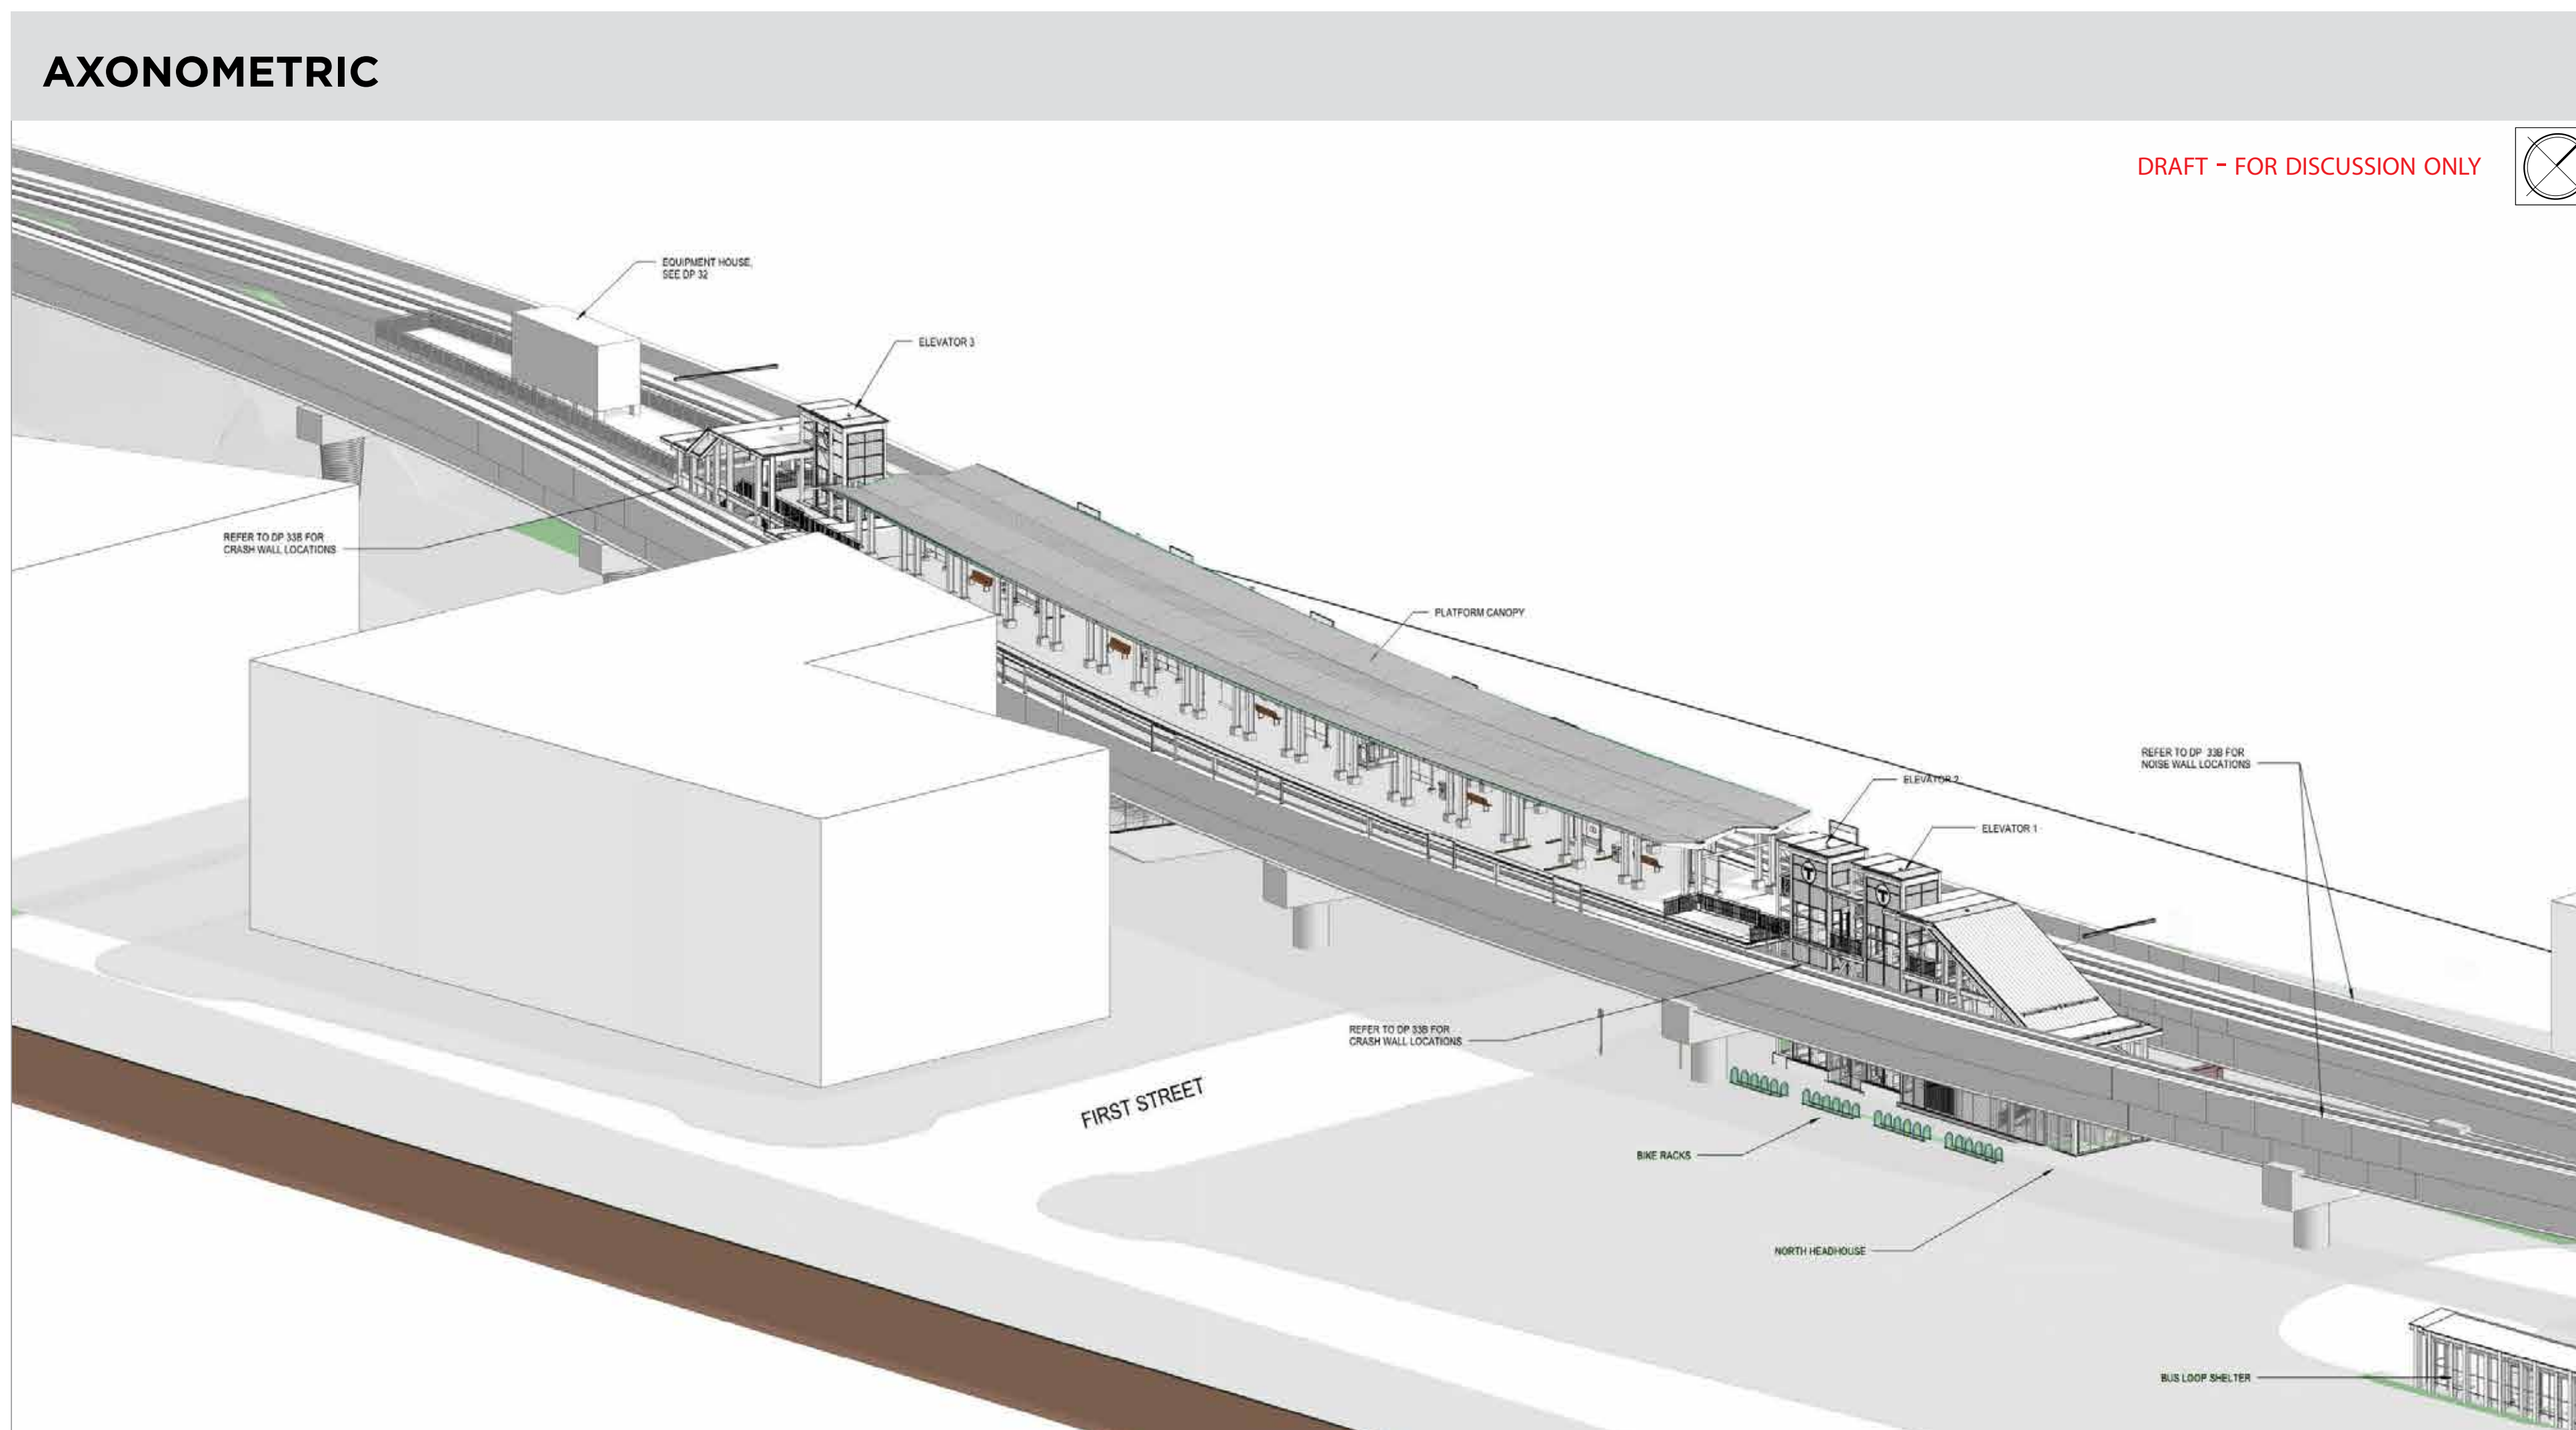 AXONOMETRIC
DRAFT - FOR DISCUSSION ONLY
EQUIPMENT HOUSE,
SEE DP 32
ELEVATOR 3
REFER TO DP 33B FOR
CRASH WALL LOCATIONS
PLATFORM CANOPY
REFER TO DP 33B FOR
NOISE WALL LOCATIONS
ELEVATOR 2
ELEVATOR 1
T
T
REFER TO DP 33B FOR
CRASH WALL LOCATIONS
FIRST STREET
BIKE RACKS
NORTH HEADHOUSE
BUS LOOP SHELTER